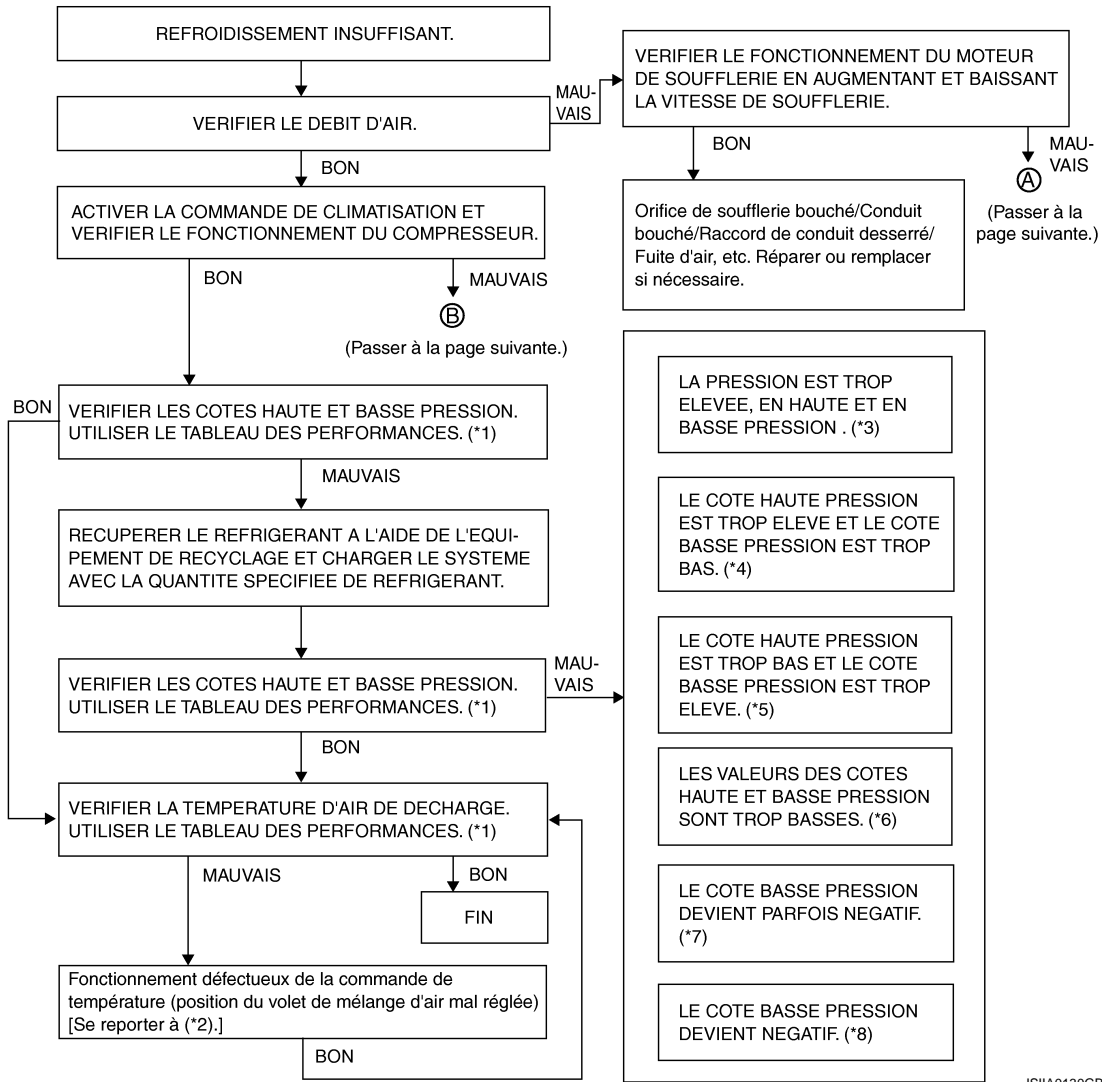 REFROIDISSEMENT INSUFFISANT.
VERIFIER LE DEBIT D'AIR.
MAU-
VAIS
VERIFIER LE FONCTIONNEMENT DU MOTEUR
DE SOUFFLERIE EN AUGMENTANT ET BAISSANT
LA VITESSE DE SOUFFLERIE.
BON
MAU-
VAIS
A
(Passer à la
page suivante.)
Orifice de soufflerie bouché/Conduit
bouché/Raccord de conduit desserré/
Fuite d'air, etc. Réparer ou remplacer
si nécessaire.
BON
ACTIVER LA COMMANDE DE CLIMATISATION ET
VERIFIER LE FONCTIONNEMENT DU COMPRESSEUR.
BON
MAUVAIS
B
(Passer à la page suivante.)
BON
VERIFIER LES COTES HAUTE ET BASSE PRESSION.
UTILISER LE TABLEAU DES PERFORMANCES. (*1)
MAUVAIS
RECUPERER LE REFRIGERANT A L'AIDE DE L'EQUI-
PEMENT DE RECYCLAGE ET CHARGER LE SYSTEME
AVEC LA QUANTITE SPECIFIEE DE REFRIGERANT.
VERIFIER LES COTES HAUTE ET BASSE PRESSION.
UTILISER LE TABLEAU DES PERFORMANCES. (*1)
MAU-
VAIS
BON
VERIFIER LA TEMPERATURE D'AIR DE DECHARGE.
UTILISER LE TABLEAU DES PERFORMANCES. (*1)
MAUVAIS
BON
FIN
Fonctionnement défectueux de la commande de
température (position du volet de mélange d'air mal réglée)
[Se reporter à (*2).]
BON
LA PRESSION EST TROP
ELEVEE, EN HAUTE ET EN
BASSE PRESSION . (*3)
LE COTE HAUTE PRESSION
EST TROP ELEVE ET LE COTE
BASSE PRESSION EST TROP
BAS. (*4)
LE COTE HAUTE PRESSION
EST TROP BAS ET LE COTE
BASSE PRESSION EST TROP
ELEVE. (*5)
LES VALEURS DES COTES
HAUTE ET BASSE PRESSION
SONT TROP BASSES. (*6)
LE COTE BASSE PRESSION
DEVIENT PARFOIS NEGATIF.
(*7)
LE COTE BASSE PRESSION
DEVIENT NEGATIF. (*8)